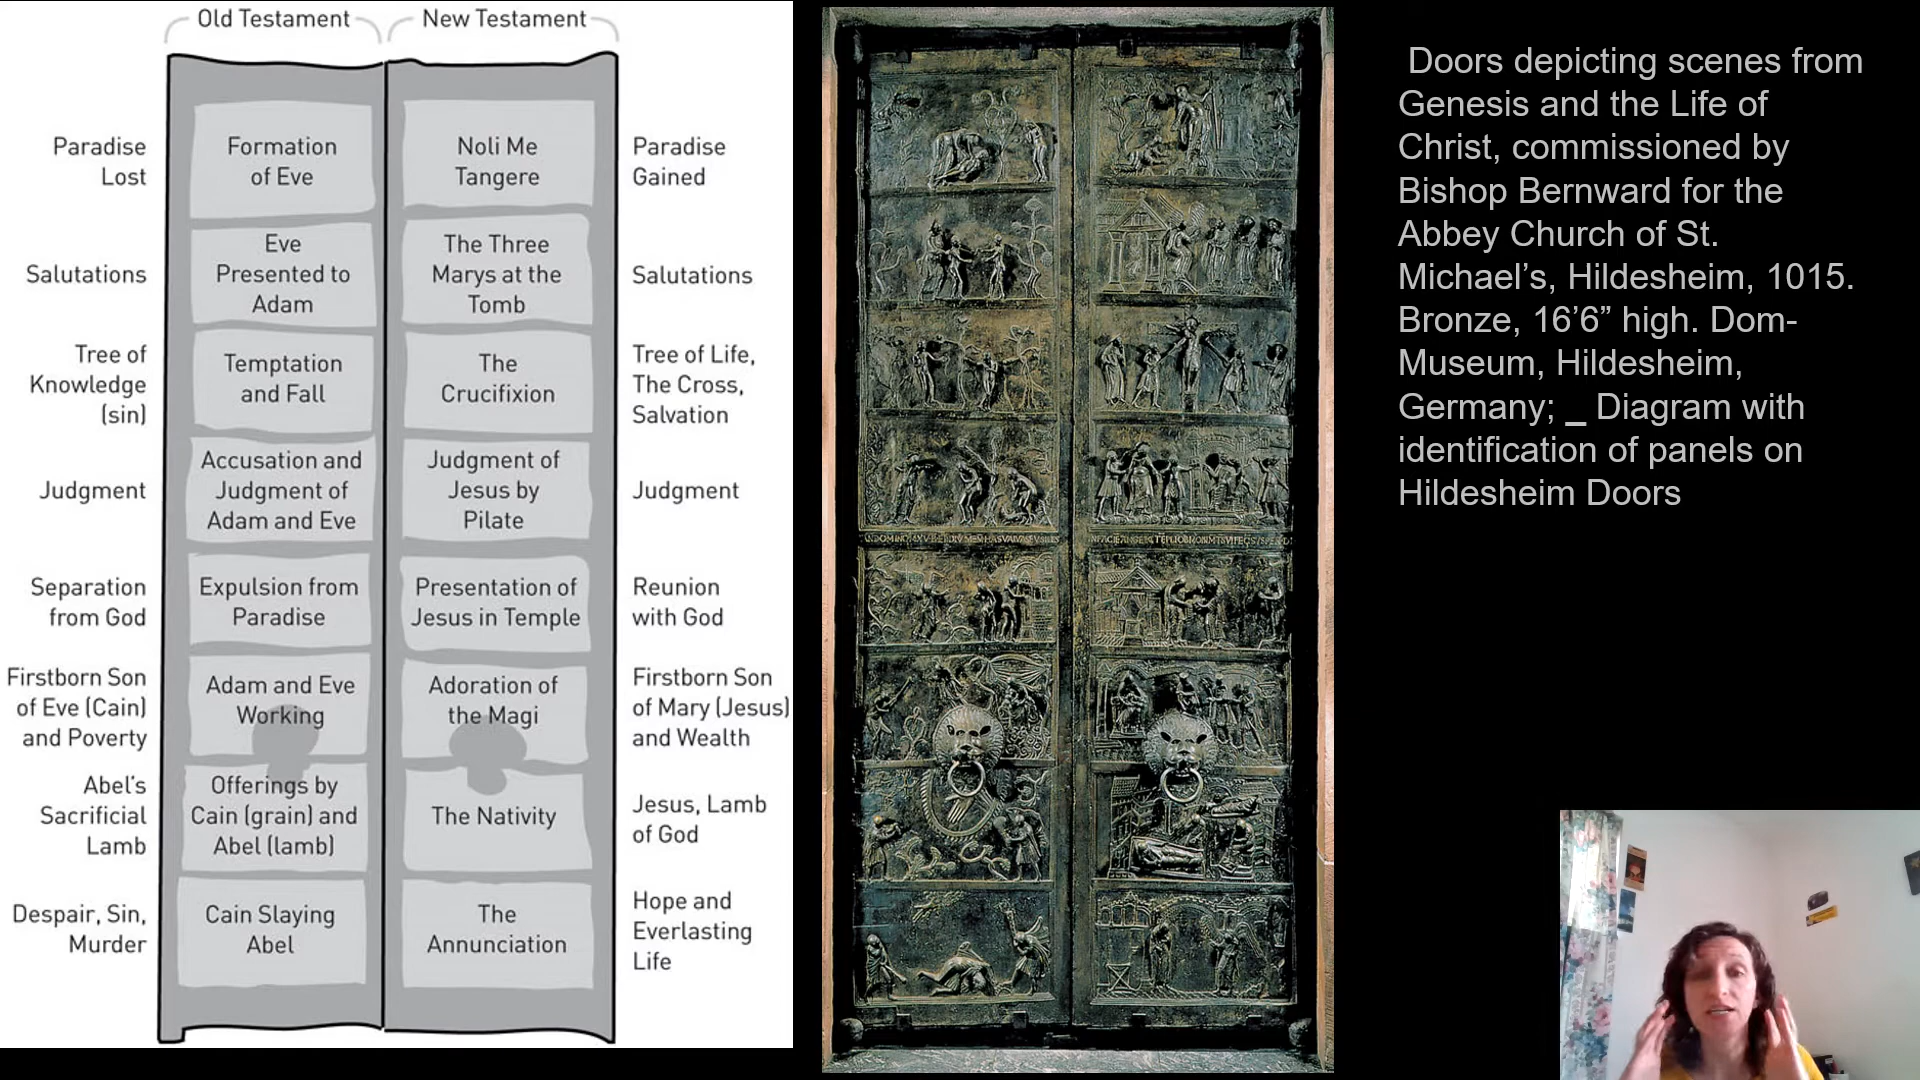 Old Testament
New Testament
Paradise
Lost
Formation
of Eve
Noli Me
Tangere
Paradise
Gained
Salutations
Eve
Presented to
Adam
The Three
Marys at the
Tomb
Salutations
Tree of
Knowledge
(sin)
Temptation
and Fall
The
Crucifixion
Tree of Life,
The Cross,
Salvation
Judgment
Accusation and
Judgment of
Adam and Eve
Judgment of
Jesus by
Pilate
Judgment
Separation
from God
Expulsion from
Paradise
Presentation of
Jesus in Temple
Reunion
with God
Firstborn Son
of Eve (Cain)
and Poverty
Adam and Eve
Working
Adoration of
the Magi
Firstborn Son
of Mary (Jesus)
and Wealth
Abel's
Sacrificial
Lamb
Offerings by
Cain (grain) and
Abel (lamb)
The Nativity
Jesus, Lamb
of God
Despair, Sin,
Murder
Cain Slaying
Abel
The
Annunciation
Hope and
Everlasting
Life
Doors depicting scenes from
Genesis and the Life of
Christ, commissioned by
Bishop Bernward for the
Abbey Church of St.
Michael’s, Hildesheim, 1015.
Bronze, 16’6” high. Dom-
Museum, Hildesheim,
Germany; _ Diagram with
identification of panels on
Hildesheim Doors